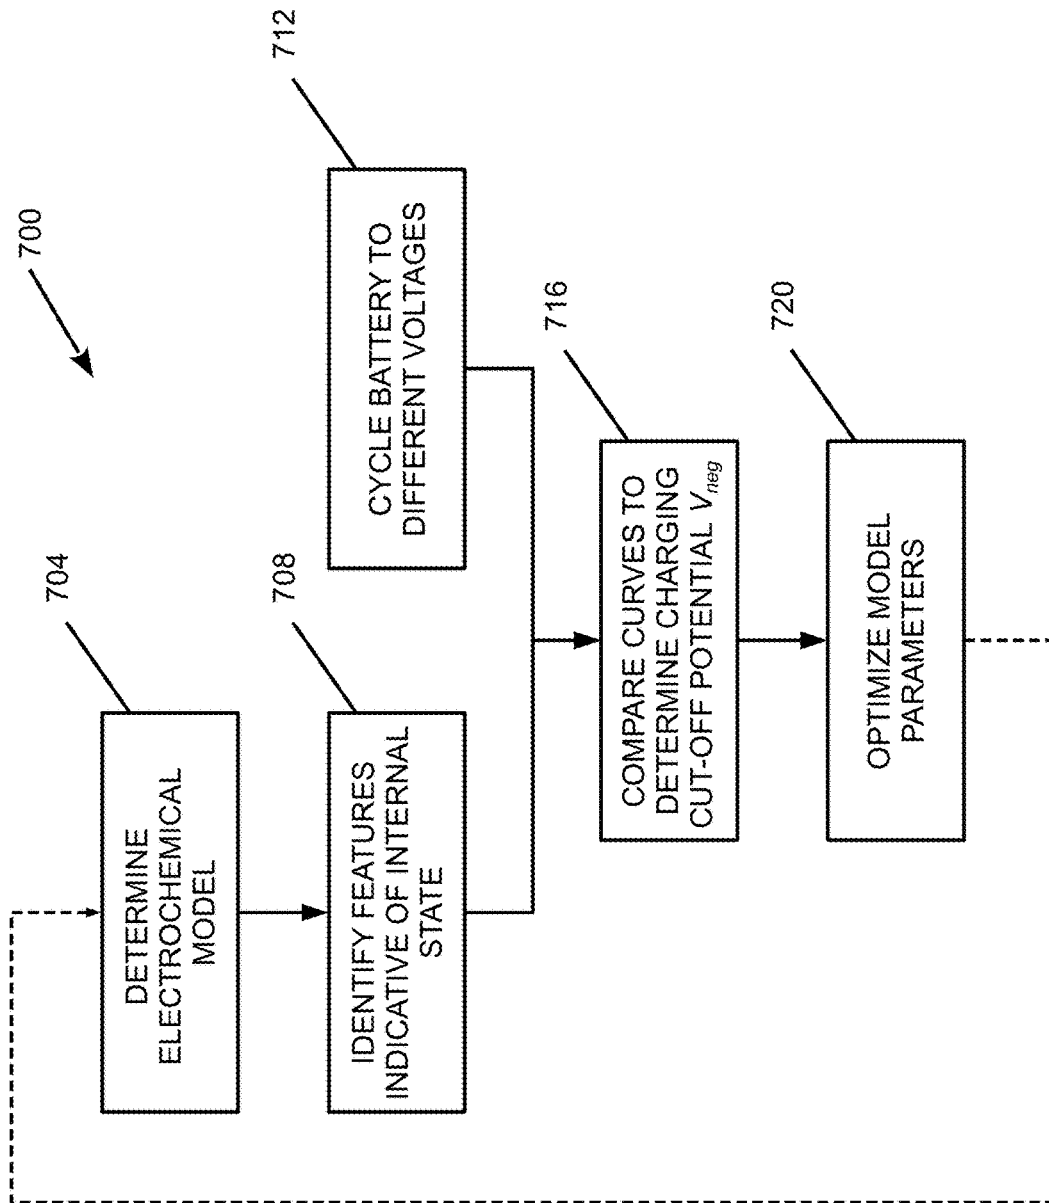 700
704
DETERMINE
ELECTROCHEMICAL
MODEL
708
IDENTIFY FEATURES
INDICATIVE OF INTERNAL
STATE
712
CYCLE BATTERY TO
DIFFERENT VOLTAGES
716
COMPARE CURVES TO
DETERMINE CHARGING
CUT-OFF POTENTIAL V_neg
720
OPTIMIZE MODEL
PARAMETERS